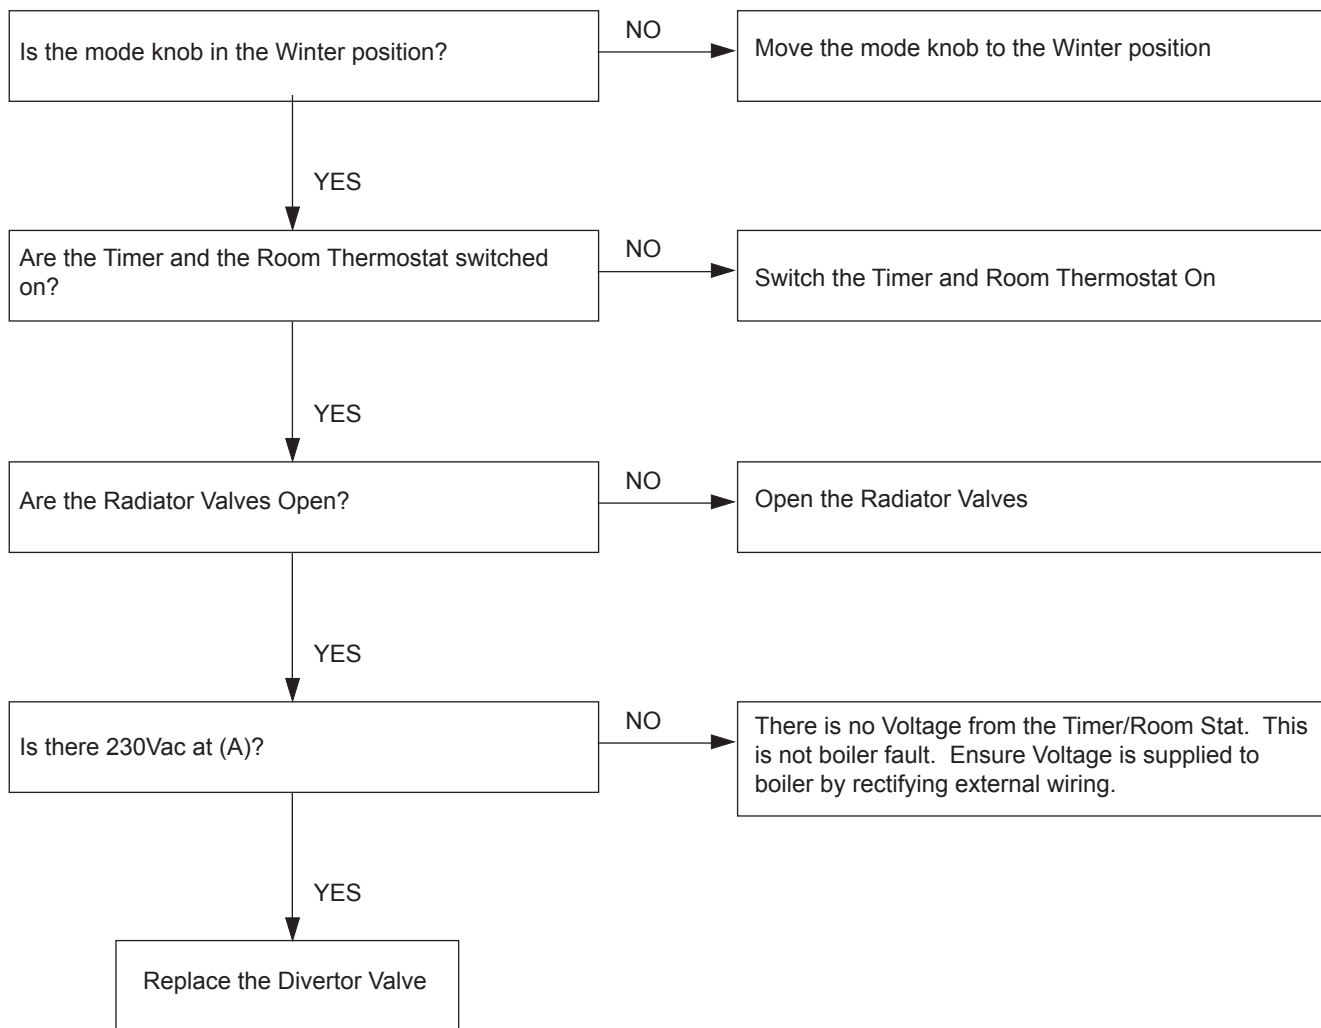 Is the mode knob in the Winter position?
NO
Move the mode knob to the Winter position
YES
Are the Timer and the Room Thermostat switched
on?
NO
Switch the Timer and Room Thermostat On
YES
Are the Radiator Valves Open?
NO
Open the Radiator Valves
YES
Is there 230Vac at (A)?
NO
There is no Voltage from the Timer/Room Stat.  This
is not boiler fault.  Ensure Voltage is supplied to
boiler by rectifying external wiring.
YES
Replace the Divertor Valve